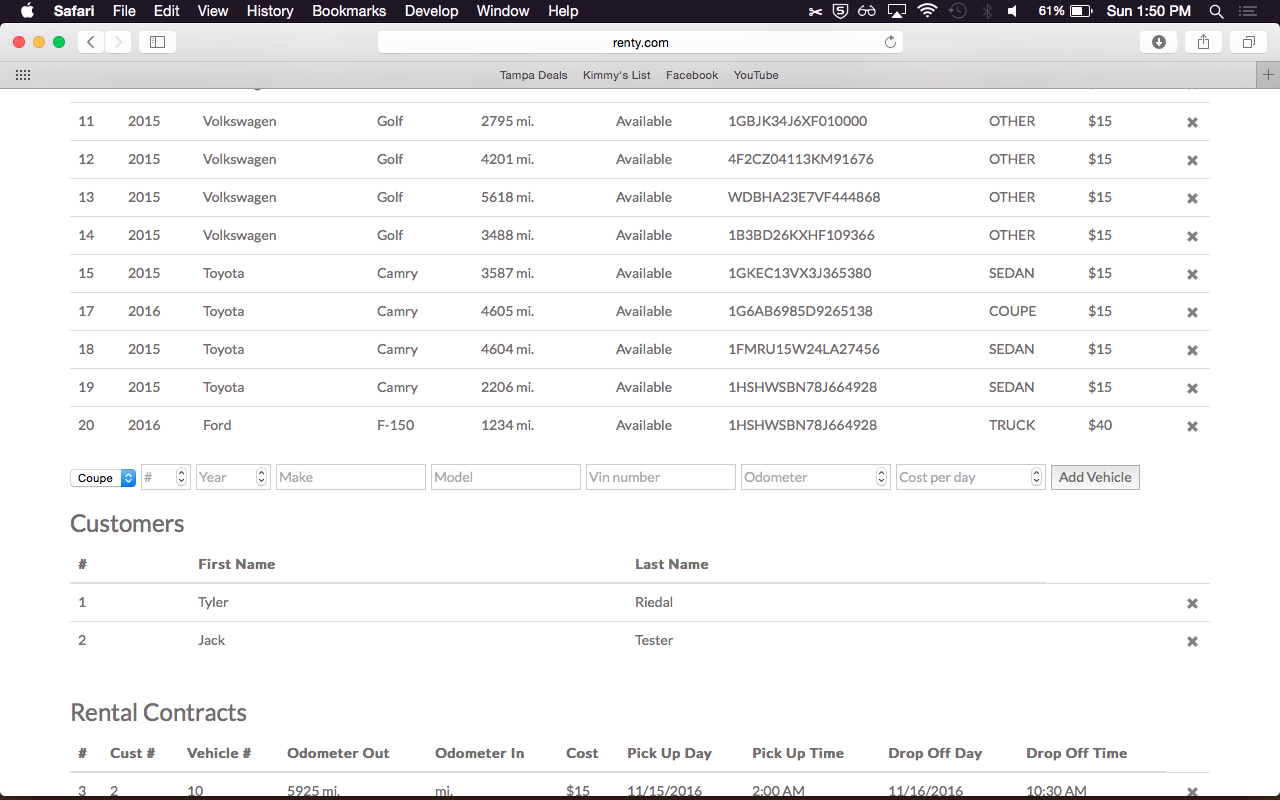 Safari File Edit View History Bookmarks Develop Window Help 61% Sun 1:50 PM
renty.com
Tampa Deals Kimmy's List Facebook YouTube
11 2015 Volkswagen Golf 2795 mi. Available 1GBJK34J6XF010000 OTHER $15
12 2015 Volkswagen Golf 4201 mi. Available 4F2CZ04113KM91676 OTHER $15
13 2015 Volkswagen Golf 5618 mi. Available WDBHA23E7VF444868 OTHER $15
14 2015 Volkswagen Golf 3488 mi. Available 1B3BD26KXHF109366 OTHER $15
15 2015 Toyota Camry 3587 mi. Available 1GKEC13VX3J365380 SEDAN $15
17 2016 Toyota Camry 4605 mi. Available 1G6AB6985D9265138 COUPE $15
18 2015 Toyota Camry 4604 mi. Available 1FMRU15W24LA27456 SEDAN $15
19 2015 Toyota Camry 2206 mi. Available 1HSHWSBN78J664928 SEDAN $15
20 2016 Ford F-150 1234 mi. Available 1HSHWSBN78J664928 TRUCK $40
Coupe # Year Make Model Vin number Odometer Cost per day Add Vehicle
Customers
# First Name Last Name
1 Tyler Riedal
2 Jack Tester
Rental Contracts
# Cust # Vehicle # Odometer Out Odometer In Cost Pick Up Day Pick Up Time Drop Off Day Drop Off Time
3 2 10 5925 mi. mi. $15 11/15/2016 2:00 AM 11/16/2016 10:30 AM